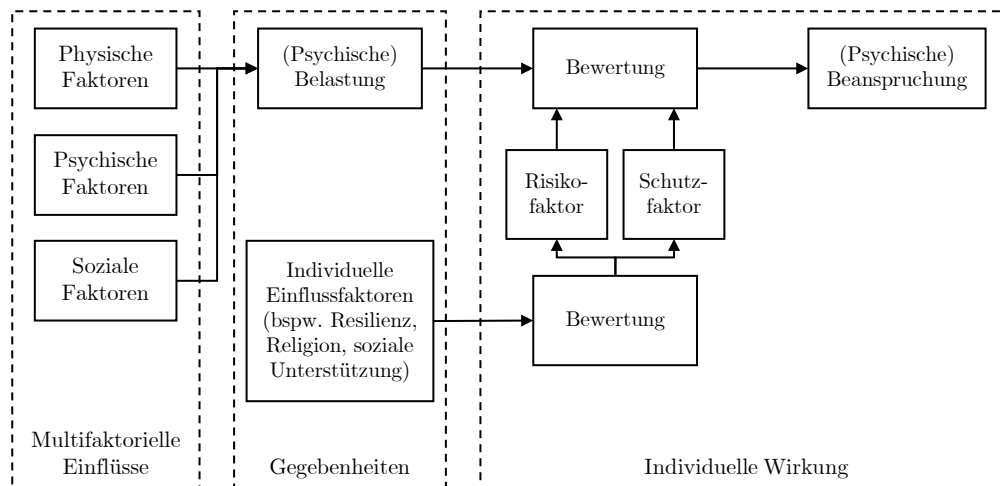 Physische
Faktoren
Psychische
Faktoren
Soziale
Faktoren
Multifaktorielle
Einflüsse
(Psychische)
Belastung
Individuelle
Einflussfaktoren
(bspw. Resilienz,
Religion, soziale
Unterstützung)
Gegebenheiten
Bewertung
(Psychische)
Beanspruchung
Risiko-
faktor
Schutz-
faktor
Bewertung
Individuelle Wirkung